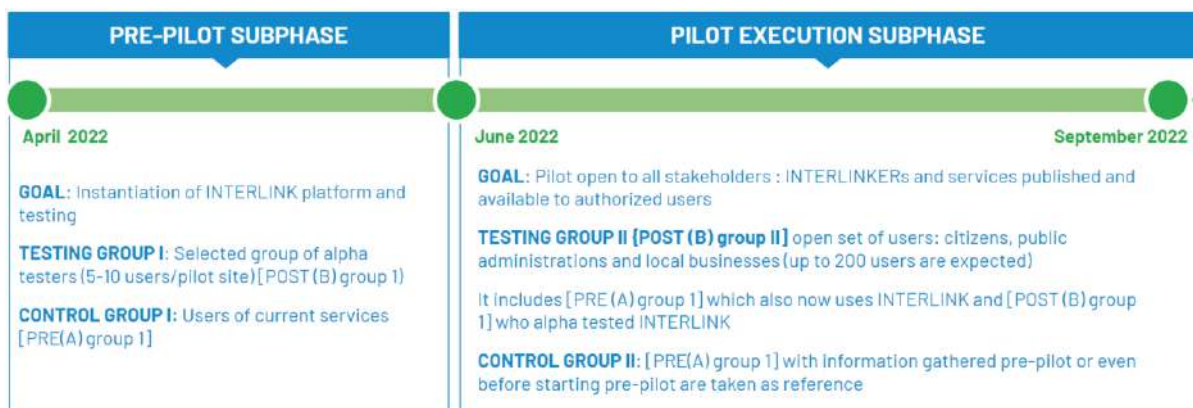 PRE-PILOT SUBPHASE
PILOT EXECUTION SUBPHASE
April 2022
June 2022
September 2022
GOAL: Instantiation of INTERLINK platform and
testing
TESTING GROUP I: Selected group of alpha
testers (5-10 users/pilot site) [POST (B) group 1)
CONTROL GROUP I: Users of current services
[PRE(A) group 1]
GOAL: Pilot open to all stakeholders : INTERLINKERs and services published and
available to authorized users
TESTING GROUP II [POST (B) group II] open set of users: citizens, public
administrations and local businesses (up to 200 users are expected)
It includes [PRE (A) group 1] which also now uses INTERLINK and [POST (B) group
1] who alpha tested INTERLINK
CONTROL GROUP II: [PRE(A) group 1] with information gathered pre-pilot or even
before starting pre-pilot are taken as reference